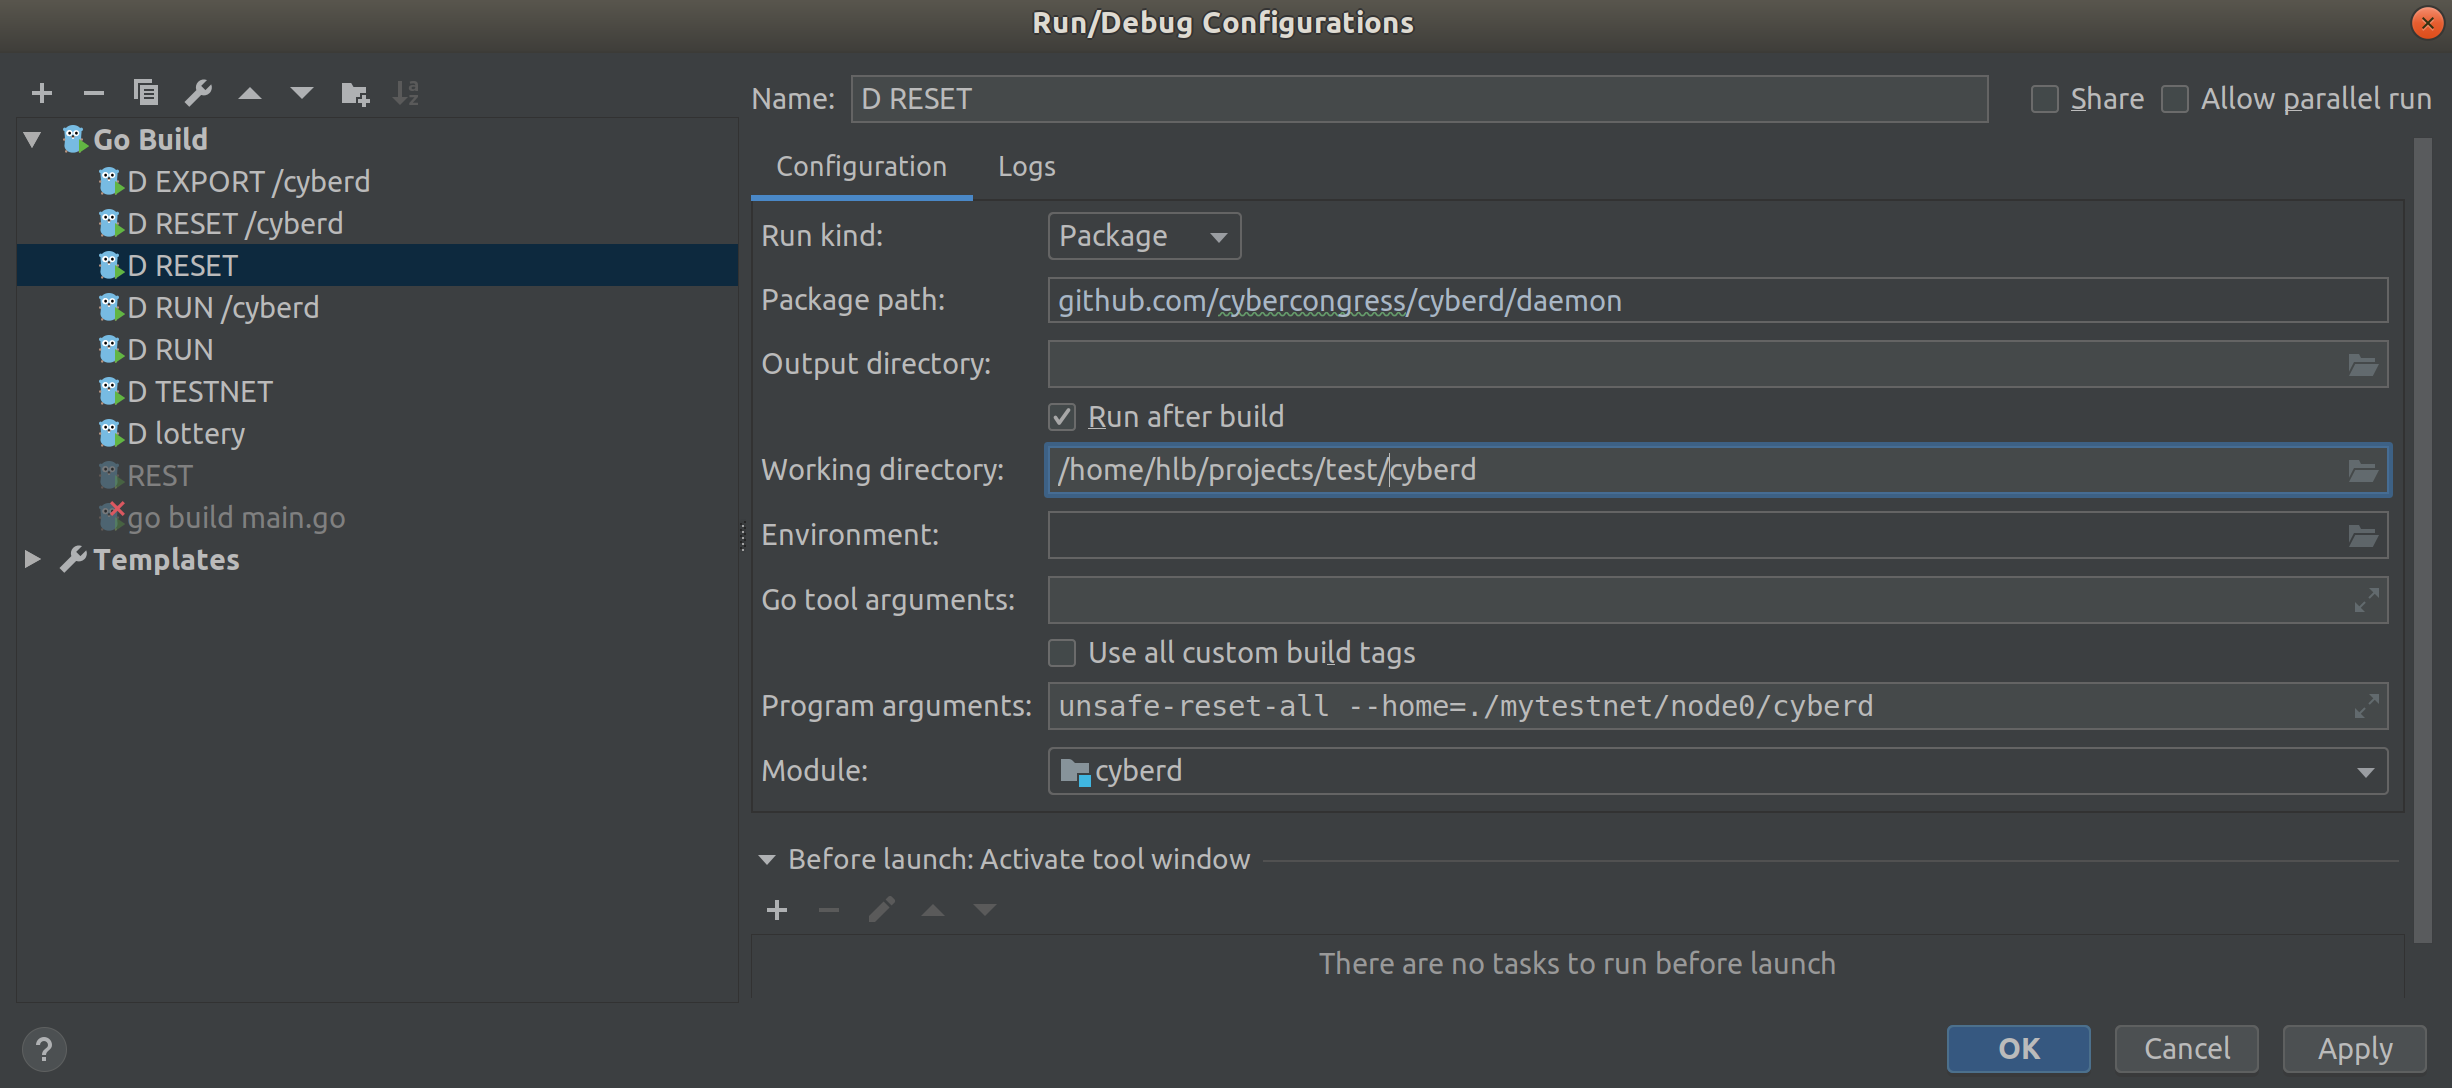 Run/Debug Configurations
Name: D RESET Share Allow parallel run
Go Build
D EXPORT /cyberd
D RESET /cyberd
D RESET
D RUN /cyberd
D RUN
D TESTNET
D lottery
REST
go build main.go
Templates
Configuration Logs
Run kind: Package
Package path: github.com/cybercongress/cyberd/daemon
Output directory:
Run after build
Working directory: /home/hlb/projects/test/cyberd
Environment:
Go tool arguments:
Use all custom build tags
Program arguments: unsafe-reset-all --home=./mytestnet/node0/cyberd
Module: cyberd
Before launch: Activate tool window
There are no tasks to run before launch
? OK Cancel Apply